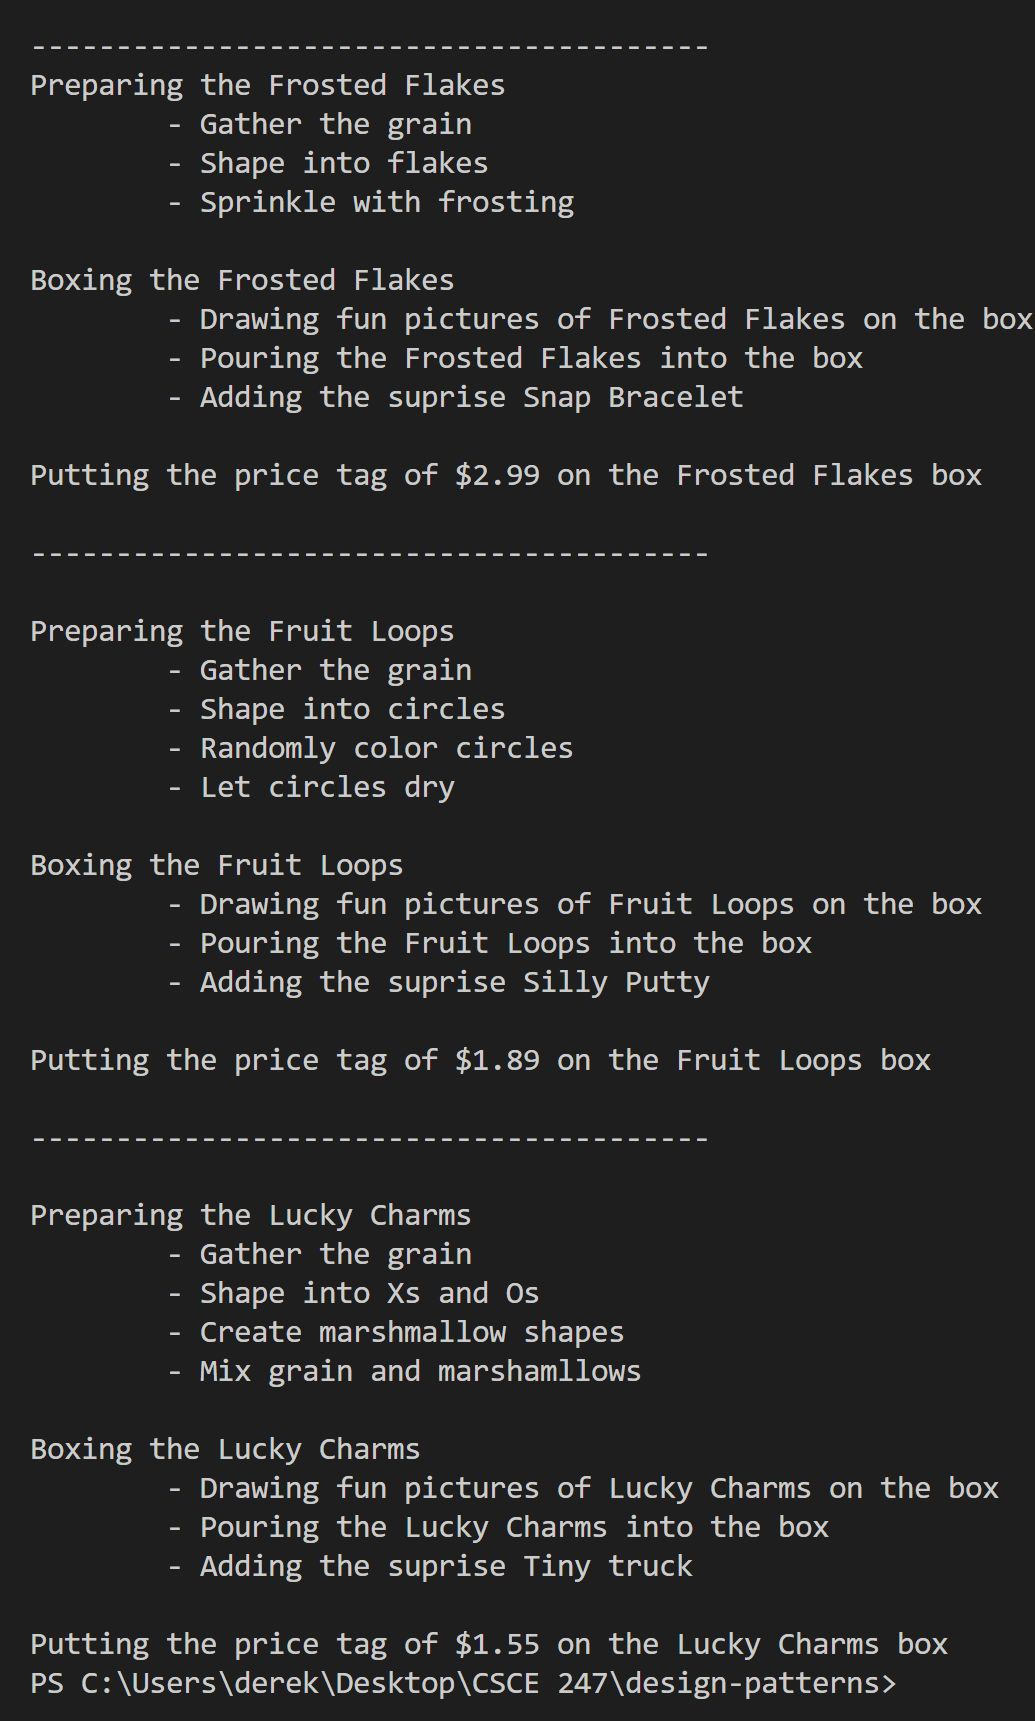 ----------------------------------------
Preparing the Frosted Flakes
        - Gather the grain
        - Shape into flakes
        - Sprinkle with frosting

Boxing the Frosted Flakes
        - Drawing fun pictures of Frosted Flakes on the box
        - Pouring the Frosted Flakes into the box
        - Adding the suprise Snap Bracelet

Putting the price tag of $2.99 on the Frosted Flakes box

----------------------------------------

Preparing the Fruit Loops
        - Gather the grain
        - Shape into circles
        - Randomly color circles
        - Let circles dry

Boxing the Fruit Loops
        - Drawing fun pictures of Fruit Loops on the box
        - Pouring the Fruit Loops into the box
        - Adding the suprise Silly Putty

Putting the price tag of $1.89 on the Fruit Loops box

----------------------------------------

Preparing the Lucky Charms
        - Gather the grain
        - Shape into Xs and Os
        - Create marshmallow shapes
        - Mix grain and marshamllows

Boxing the Lucky Charms
        - Drawing fun pictures of Lucky Charms on the box
        - Pouring the Lucky Charms into the box
        - Adding the suprise Tiny truck

Putting the price tag of $1.55 on the Lucky Charms box
PS C:\Users\derek\Desktop\CSCE 247\design-patterns>